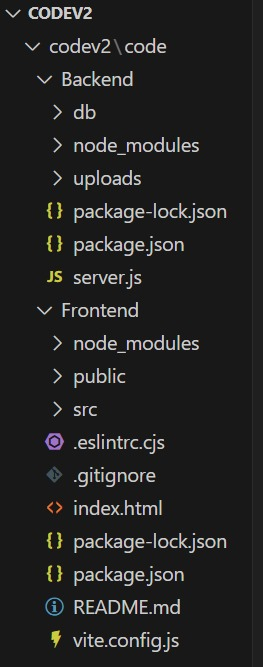 CODEV2
codev2\code
Backend
db
node_modules
uploads
package-lock.json
package.json
JS server.js
Frontend
node_modules
public
src
.eslintrc.cjs
.gitignore
index.html
package-lock.json
package.json
README.md
vite.config.js